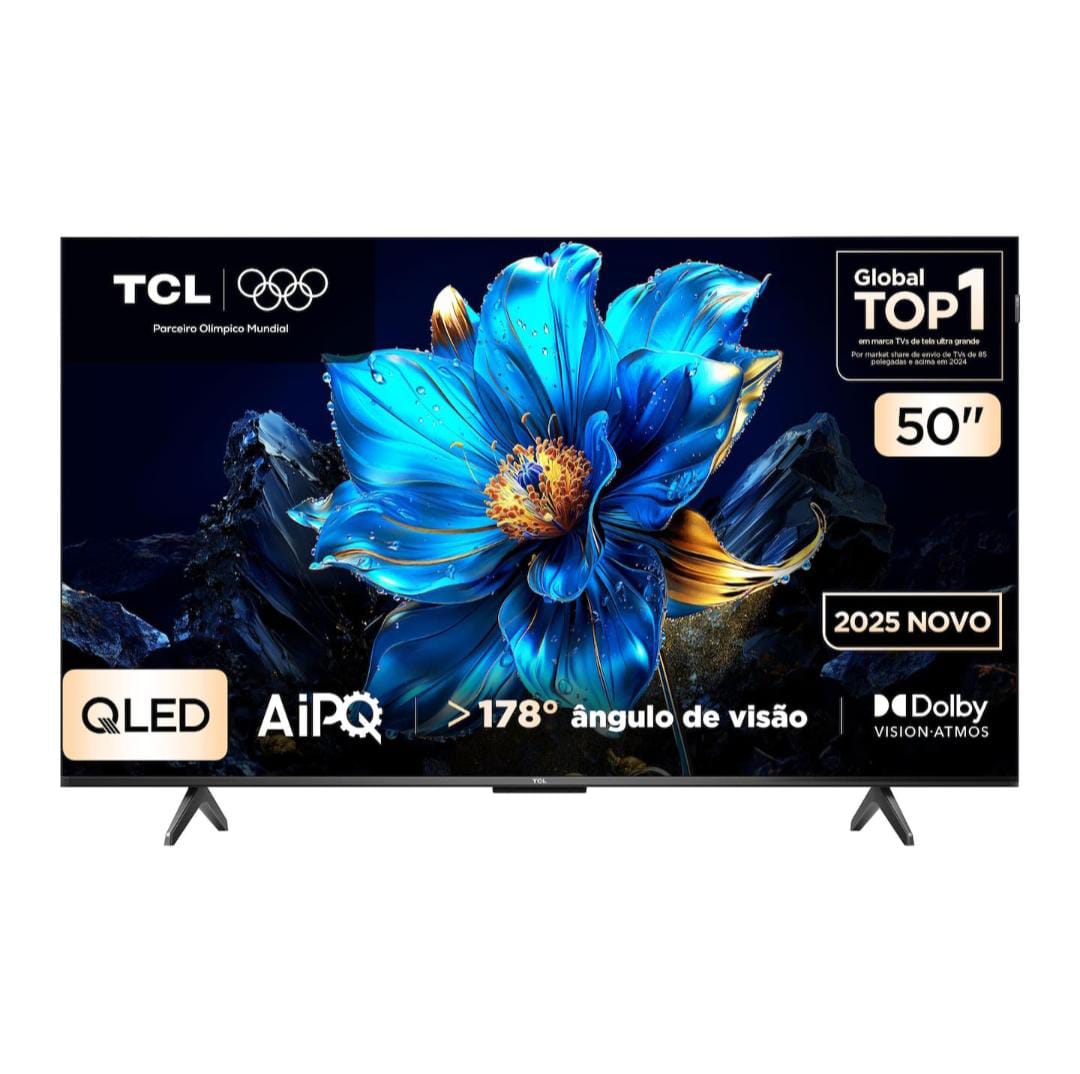 TCL
Parceiro Olímpico Mundial
Global
TOP1
em marca TVs de tela ultra grande
Por market share de envio de TVs de 85
polegadas e acima em 2024
50"
2025 NOVO
QLED
AiPQ
>178° ângulo de visão
Dolby
VISION·ATMOS
TCL